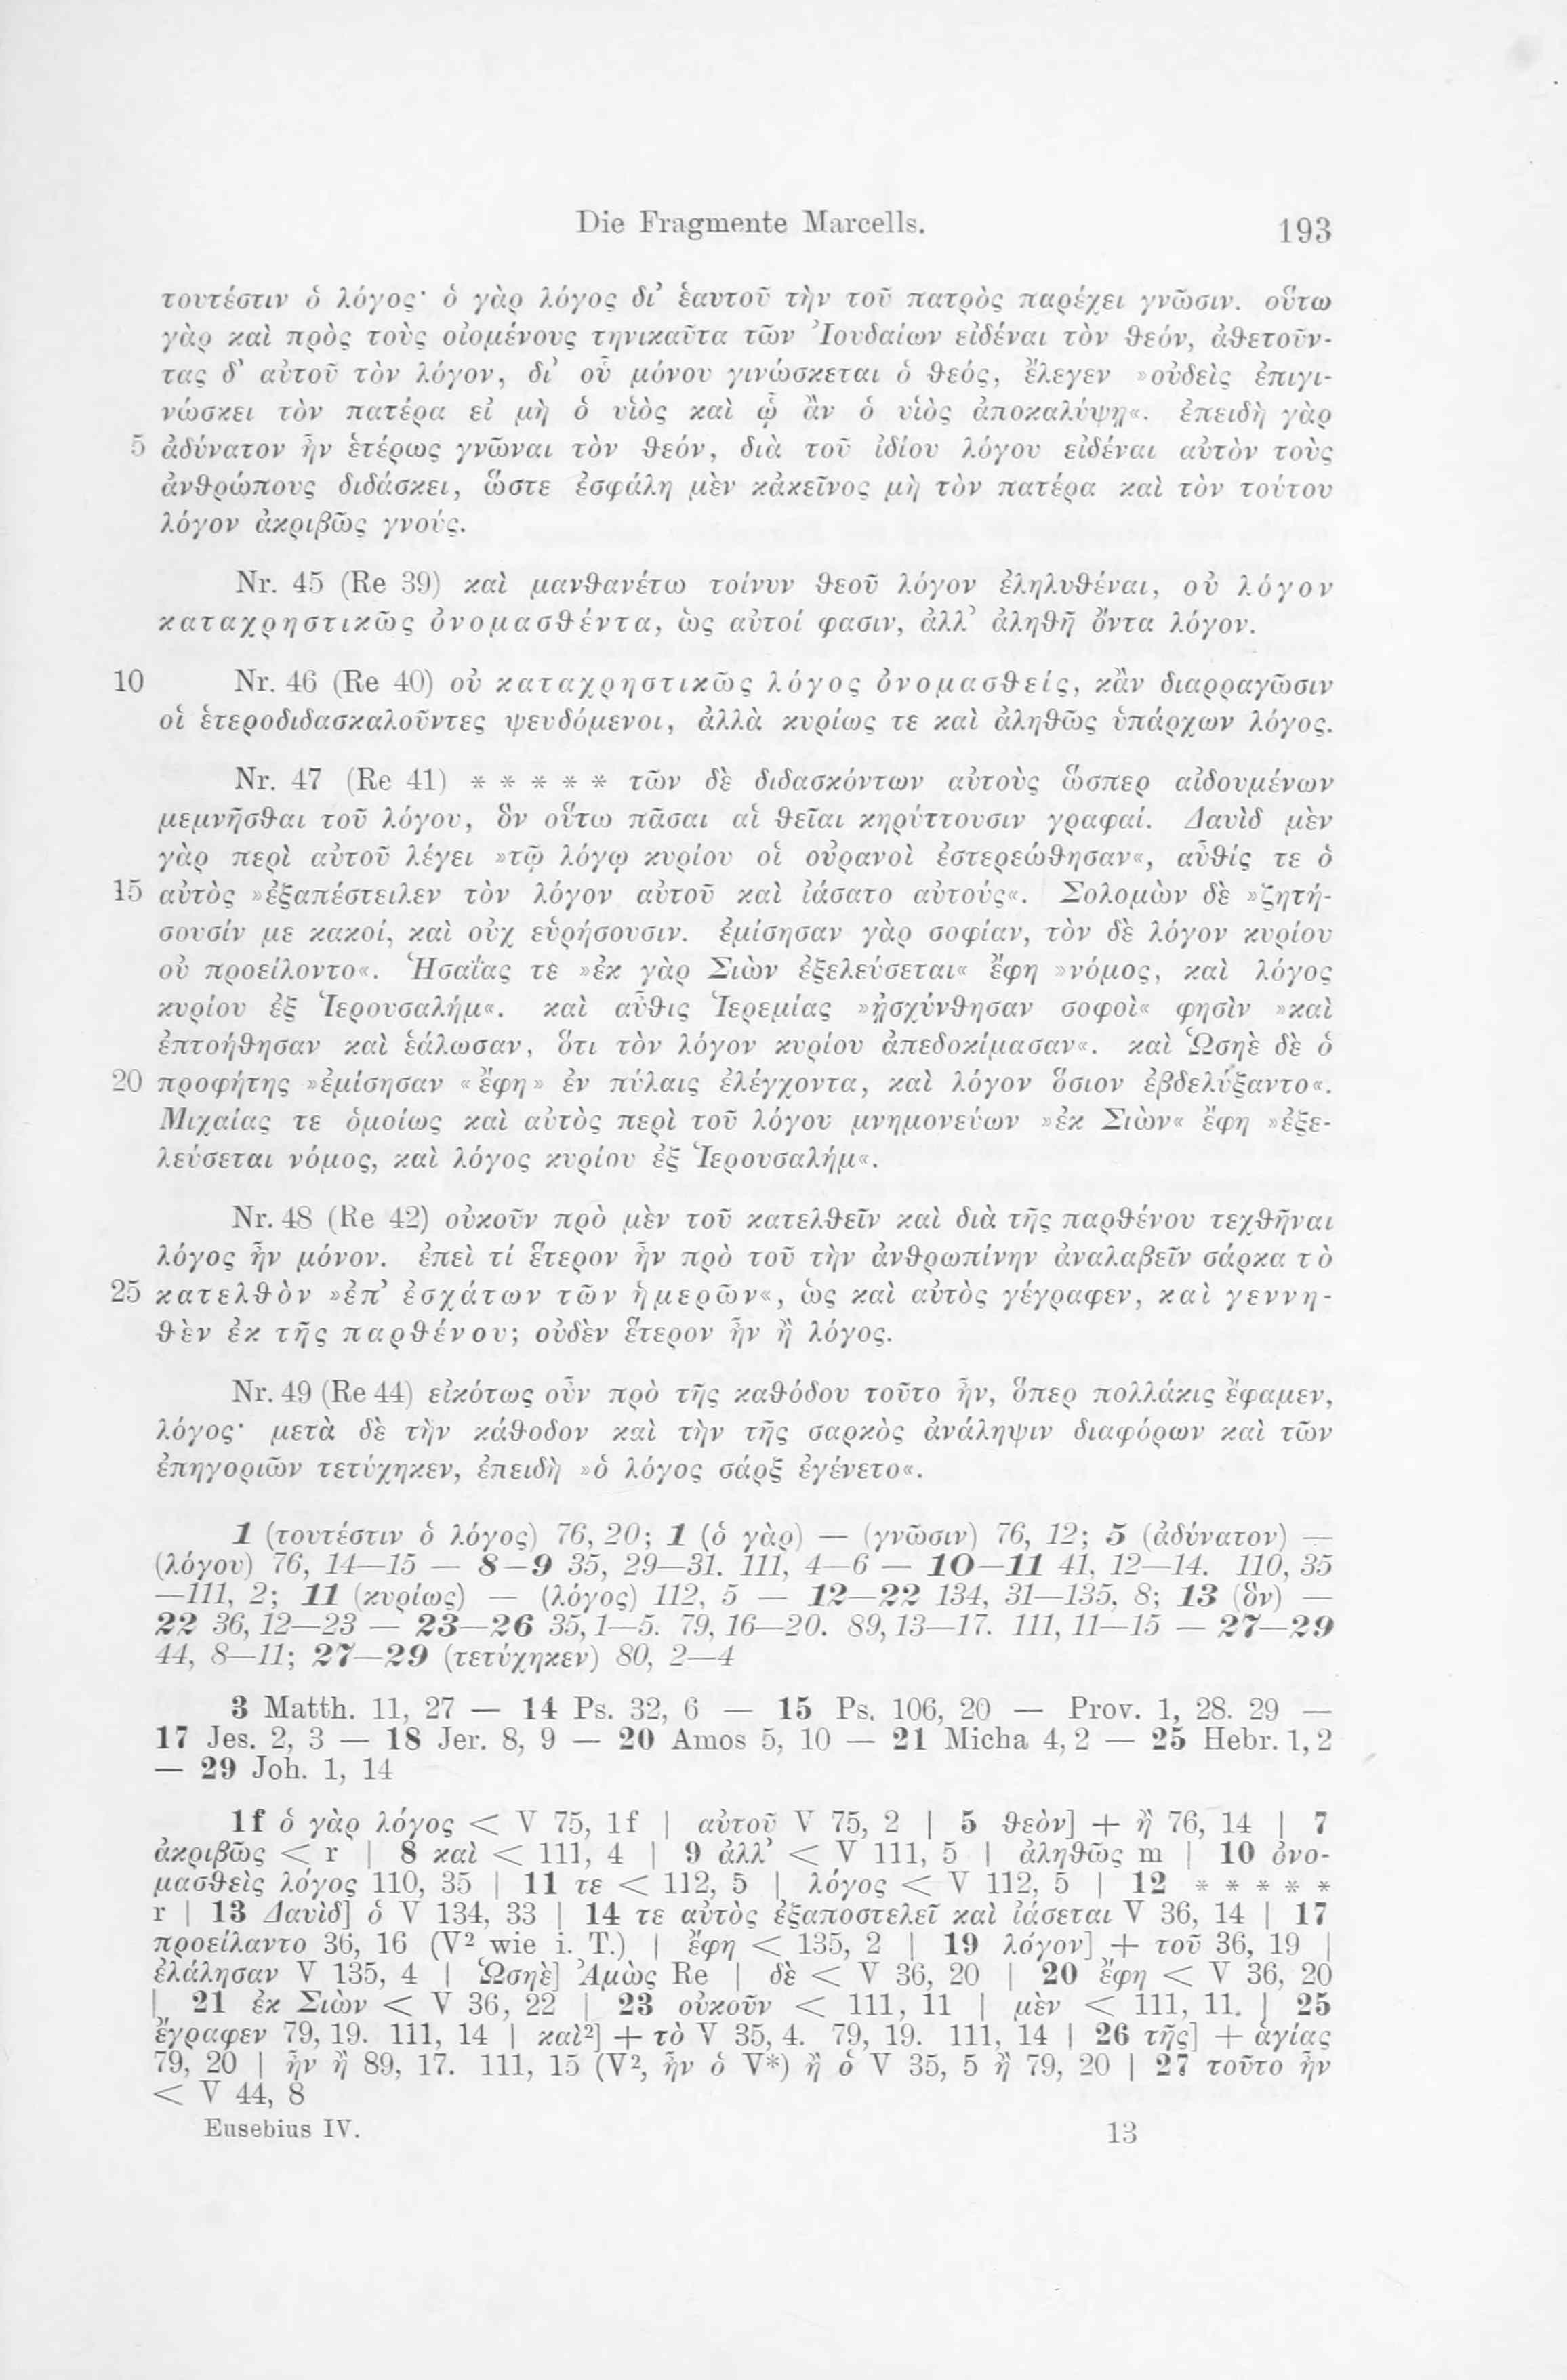 Die Fragmente Marcells. 193
τουτέστιν ὁ λόγος· ὁ γὰρ λόγος δι’ ἑαυτοῦ τὴν τοῦ πατρὸς παρέχει γνῶσιν. οὕτω
γὰρ καὶ πρὸς τοὺς οἰομένους τηνικαῦτα τῶν Ἰουδαίων εἰδέναι τὸν θεόν, ἀθετοῦν-
τας δ’ αὐτοῦ τὸν λόγον, δι’ οὗ μόνου γινώσκεται ὁ θεός, ἔλεγεν »οὐδεὶς ἐπιγι-
νώσκει τὸν πατέρα εἰ μὴ ὁ υἱὸς καὶ ᾧ ἂν ὁ υἱὸς ἀποκαλύψῃ«. ἐπειδὴ γὰρ
5 ἀδύνατον ἦν ἑτέρως γνῶναι τὸν θεόν, διὰ τοῦ ἰδίου λόγου εἰδέναι αὐτὸν τοὺς
ἀνθρώπους διδάσκει, ὥστε ἐσφάλη μὲν κἀκεῖνος μὴ τὸν πατέρα καὶ τὸν τούτου
λόγον ἀκριβῶς γνούς.
Nr. 45 (Re 39) καὶ μανθανέτω τοίνυν θεοῦ λόγον ἐληλυθέναι, οὐ λόγον
καταχρηστικῶς ὀνομασθέντα, ὡς αὐτοί φασιν, ἀλλ’ ἀληθῆ ὄντα λόγον.
10 Nr. 46 (Re 40) οὐ καταχρηστικῶς λόγος ὀνομασθείς, κἂν διαρραγῶσιν
οἱ ἑτεροδιδασκαλοῦντες ψευδόμενοι, ἀλλὰ κυρίως τε καὶ ἀληθῶς ὑπάρχων λόγος.
Nr. 47 (Re 41) * * * * * τῶν δὲ διδασκόντων αὐτοὺς ὥσπερ αἰδουμένων
μεμνῆσθαι τοῦ λόγου, ὃν οὕτω πᾶσαι αἱ θεῖαι κηρύττουσιν γραφαί. Δαυὶδ μὲν
γὰρ περὶ αὐτοῦ λέγει »τῷ λόγῳ κυρίου οἱ οὐρανοὶ ἐστερεώθησαν«, αὖθίς τε ὁ
15 αὐτὸς »ἐξαπέστειλεν τὸν λόγον αὐτοῦ καὶ ἰάσατο αὐτούς«. Σολομὼν δὲ »ζητή-
σουσίν με κακοί, καὶ οὐχ εὑρήσουσιν. ἐμίσησαν γὰρ σοφίαν, τὸν δὲ λόγον κυρίου
οὐ προείλοντο«. Ἡσαΐας τε »ἐκ γὰρ Σιὼν ἐξελεύσεται« ἔφη »νόμος, καὶ λόγος
κυρίου ἐξ Ἰερουσαλήμ«. καὶ αὖθις Ἰερεμίας »ᾐσχύνθησαν σοφοὶ« φησὶν »καὶ
ἐπτοήθησαν καὶ ἑάλωσαν, ὅτι τὸν λόγον κυρίου ἀπεδοκίμασαν«. καὶ Ὡσηὲ δὲ ὁ
20 προφήτης »ἐμίσησαν «ἔφη» ἐν πύλαις ἐλέγχοντα, καὶ λόγον ὅσιον ἐβδελύξαντο«.
Μιχαίας τε ὁμοίως καὶ αὐτὸς περὶ τοῦ λόγου μνημονεύων »ἐκ Σιὼν« ἔφη »ἐξε-
λεύσεται νόμος, καὶ λόγος κυρίου ἐξ Ἰερουσαλήμ«.
Nr. 48 (Re 42) οὐκοῦν πρὸ μὲν τοῦ κατελθεῖν καὶ διὰ τῆς παρθένου τεχθῆναι
λόγος ἦν μόνον. ἐπεὶ τί ἕτερον ἦν πρὸ τοῦ τὴν ἀνθρωπίνην ἀναλαβεῖν σάρκα τὸ
25 κατελθὸν »ἐπ’ ἐσχάτων τῶν ἡμερῶν«, ὡς καὶ αὐτὸς γέγραφεν, καὶ γεννη-
θὲν ἐκ τῆς παρθένου; οὐδὲν ἕτερον ἦν ἢ λόγος.
Nr. 49 (Re 44) εἰκότως οὖν πρὸ τῆς καθόδου τοῦτο ἦν, ὅπερ πολλάκις ἔφαμεν,
λόγος· μετὰ δὲ τὴν κάθοδον καὶ τὴν τῆς σαρκὸς ἀνάληψιν διαφόρων καὶ τῶν
ἐπηγοριῶν τετύχηκεν, ἐπειδὴ »ὁ λόγος σάρξ ἐγένετο«.
1 (τουτέστιν ὁ λόγος) 76, 20; 1 (ὁ γὰρ) — (γνῶσιν) 76, 12; 5 (ἀδύνατον) —
(λόγου) 76, 14—15 — 8—9 35, 29—31. 111, 4—6 — 10—11 41, 12—14. 110, 35
—111, 2; 11 (κυρίως) — (λόγος) 112, 5 — 12—22 134, 31—135, 8; 13 (ὃν) —
22 36, 12—23 — 23—26 35, 1—5. 79, 16—20. 89, 13—17. 111, 11—15 — 27—29
44, 8—11; 27—29 (τετύχηκεν) 80, 2—4
3 Matth. 11, 27 — 14 Ps. 32, 6 — 15 Ps. 106, 20 — Prov. 1, 28. 29 —
17 Jes. 2, 3 — 18 Jer. 8, 9 — 20 Amos 5, 10 — 21 Micha 4, 2 — 25 Hebr. 1, 2
— 29 Joh. 1, 14
1f ὁ γὰρ λόγος < V 75, 1f | αὐτοῦ V 75, 2 | 5 θεὸν] + ἢ 76, 14 | 7
ἀκριβῶς < r | 8 καὶ < 111, 4 | 9 ἀλλ’ < V 111, 5 | ἀληθῶς m | 10 ὀνο-
μασθεὶς λόγος 110, 35 | 11 τε < 112, 5 | λόγος < V 112, 5 | 12 * * * * *
r | 13 Δαυὶδ] ὁ V 134, 33 | 14 τε αὐτὸς ἐξαποστελεῖ καὶ ἰάσεται V 36, 14 | 17
προείλαντο 36, 16 (V² wie i. T.) | ἔφη < 135, 2 | 19 λόγον] + τοῦ 36, 19 |
ἐλάλησαν V 135, 4 | Ὡσηὲ] Ἀμὼς Re | δὲ < V 36, 20 | 20 ἔφη < V 36, 20
| 21 ἐκ Σιὼν < V 36, 22 | 23 οὐκοῦν < 111, 11 | μὲν < 111, 11. | 25
ἔγραφεν 79, 19. 111, 14 | καὶ²] + τὸ V 35, 4. 79, 19. 111, 14 | 26 τῆς] + ἁγίας
79, 20 | ἦν ἢ 89, 17. 111, 15 (V², ἦν ὁ V*) ἢ ὁ V 35, 5 ἢ 79, 20 | 27 τοῦτο ἦν
< V 44, 8
Eusebius IV. 13